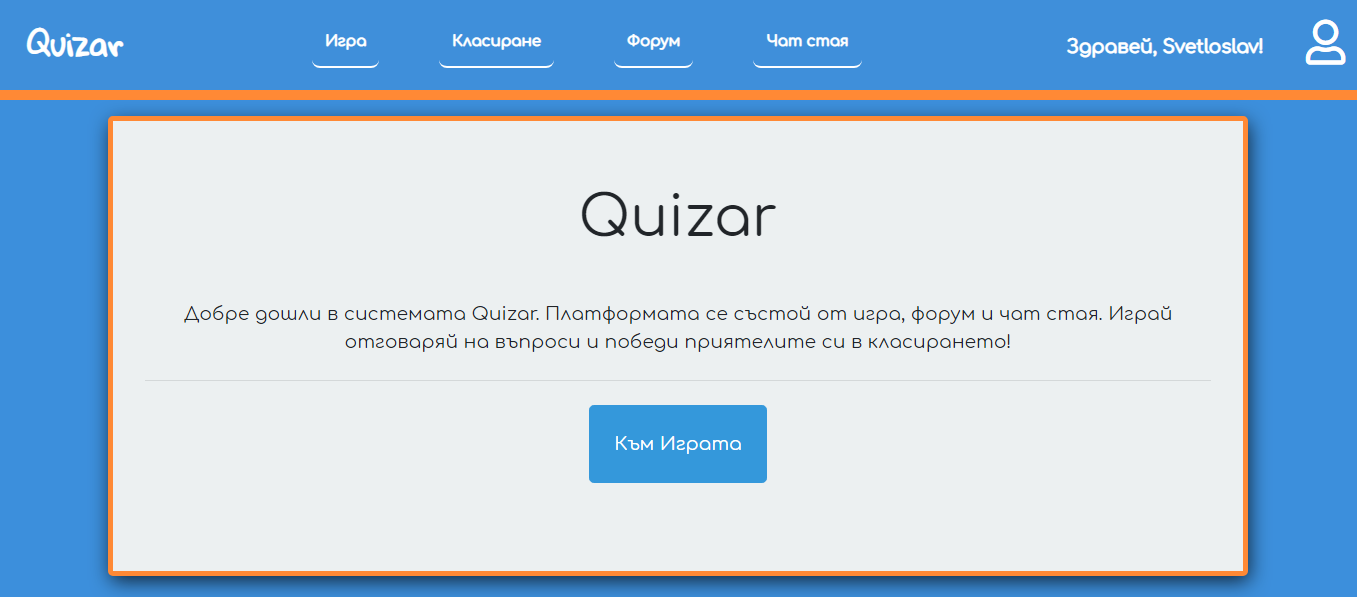 Quizar
Игра
Класиране
Форум
Чат стая
Здравей, Svetloslav!
Quizar
Добре дошли в системата Quizar. Платформата се състой от игра, форум и чат стая. Играй
отговаряй на въпроси и победи приятелите си в класирането!
Към Играта